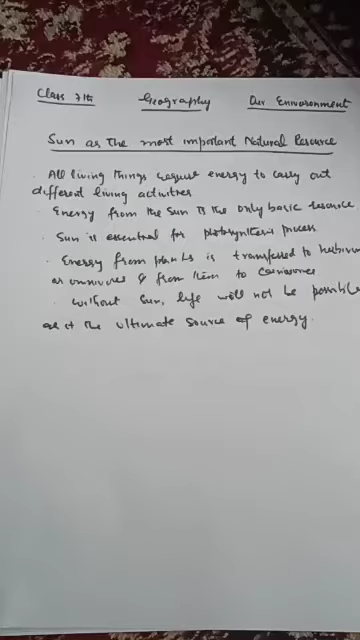 Class 7th Geography Our Environment
Sun as the most important Natural Resource
· All living things request energy to carry out
different living activities
· Energy from the Sun is the only basic resource
· Sun is essential for photosynthesis process
· Energy from plants is transferred to
or omnivores & from them to Carnivores
· without Sun, life will not be possible
as it the ultimate source of energy.